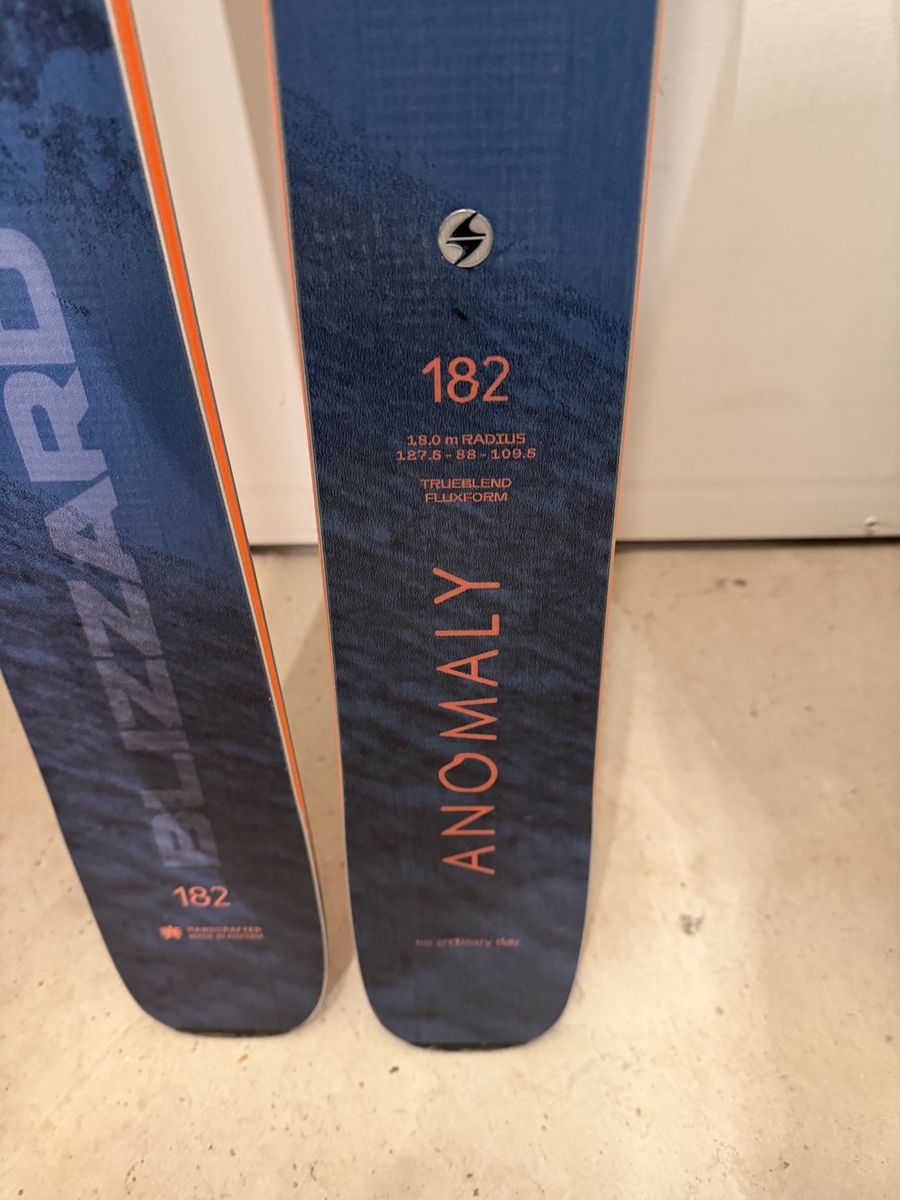 BLIZZARD
182
HANDCRAFTED
MADE IN AUSTRIA
182
18.0 m RADIUS
127.5 - 88 - 109.5
TRUEBLEND
FLUXFORM
ANOMALY
no ordinary day.